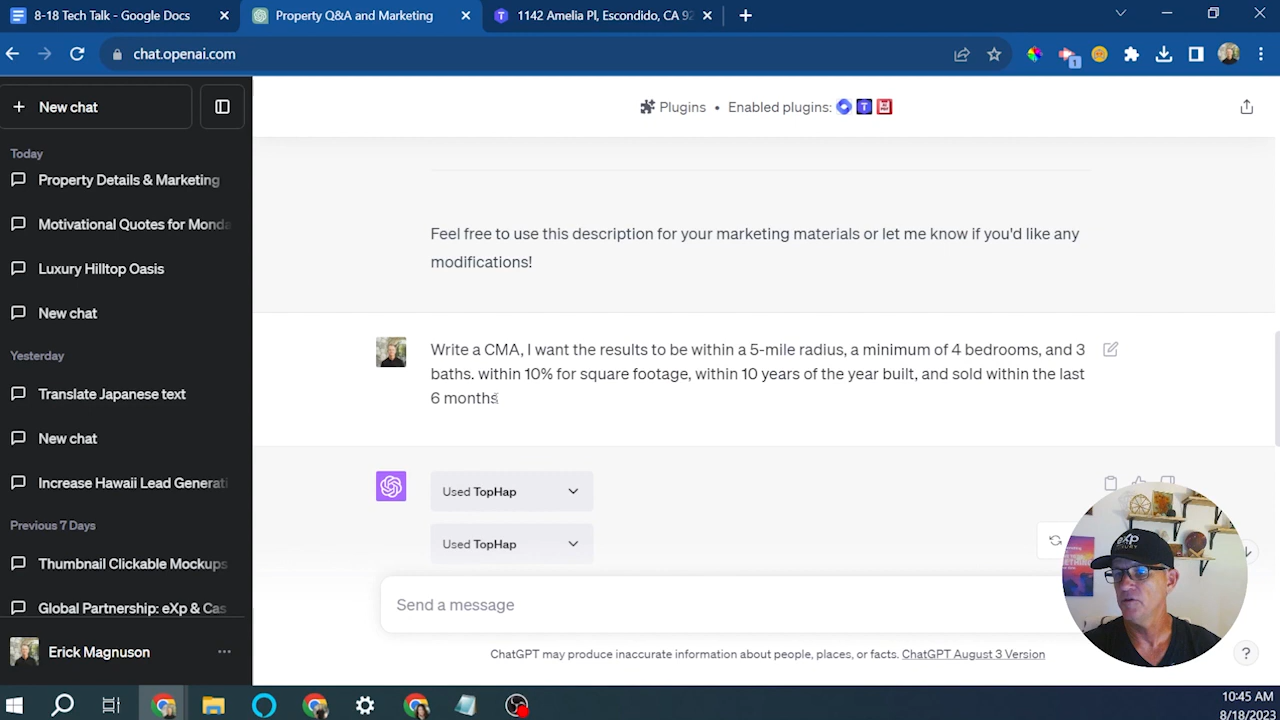 8-18 Tech Talk - Google Docs
Property Q&A and Marketing
1142 Amelia Pl, Escondido, CA 92
chat.openai.com
1
New chat
Plugins • Enabled plugins:
T
Today
Property Details & Marketing
Motivational Quotes for Monda
Luxury Hilltop Oasis
New chat
Yesterday
Translate Japanese text
New chat
Increase Hawaii Lead Generati
Previous 7 Days
Thumbnail Clickable Mockups
Global Partnership: eXp & Cas
Erick Magnuson
Feel free to use this description for your marketing materials or let me know if you'd like any
modifications!
Write a CMA, I want the results to be within a 5-mile radius, a minimum of 4 bedrooms, and 3
baths. within 10% for square footage, within 10 years of the year built, and sold within the last
6 months
Used TopHap
Used TopHap
eXp
Send a message
ChatGPT may produce inaccurate information about people, places, or facts. ChatGPT August 3 Version
?
10:45 AM
8/18/2023